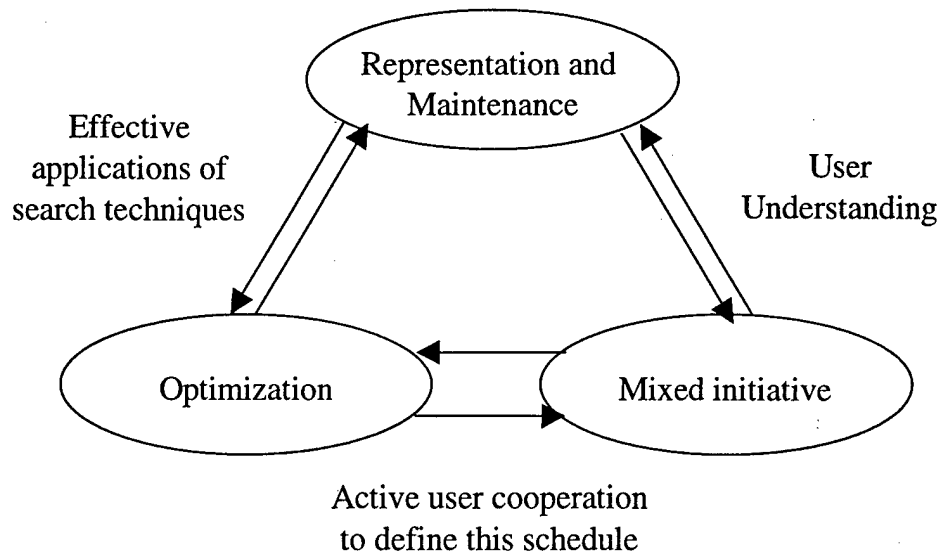 Representation and
Maintenance
Effective
applications of
search techniques
User
Understanding
Optimization
Mixed initiative
Active user cooperation
to define this schedule